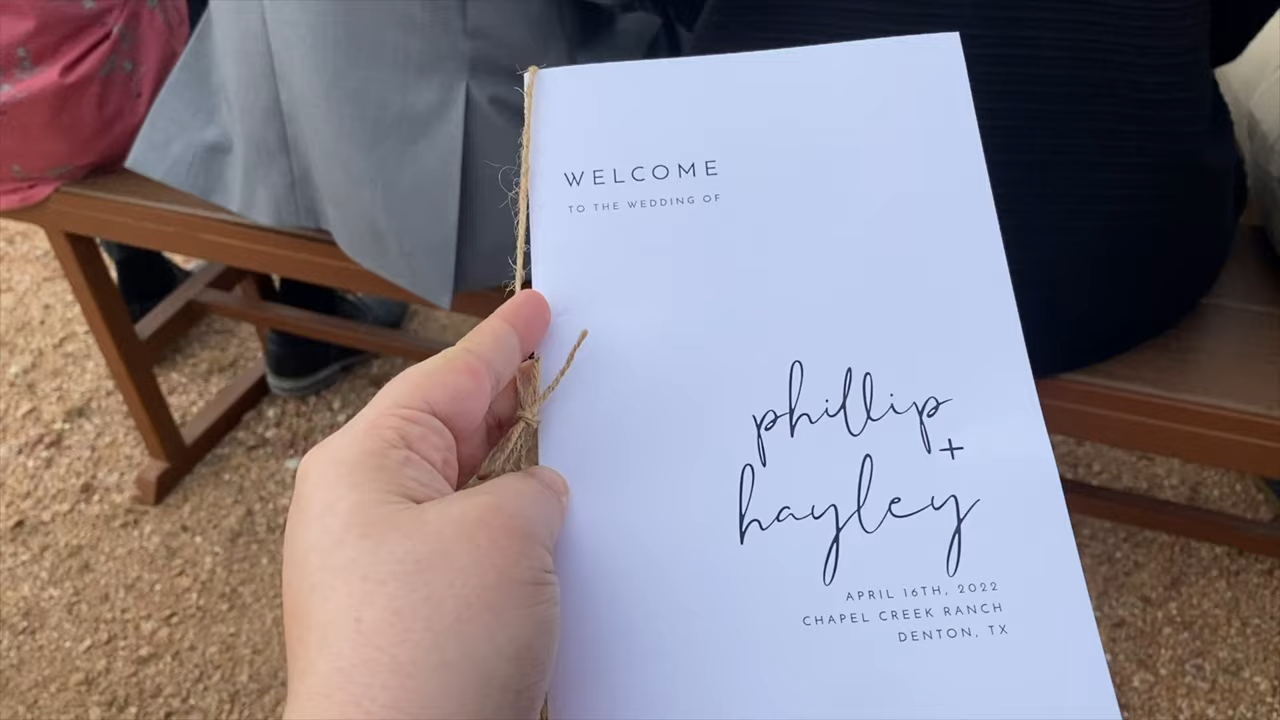 WELCOME
TO THE WEDDING OF
phillip
+
hayley
APRIL 16TH, 2022
CHAPEL CREEK RANCH
DENTON, TX